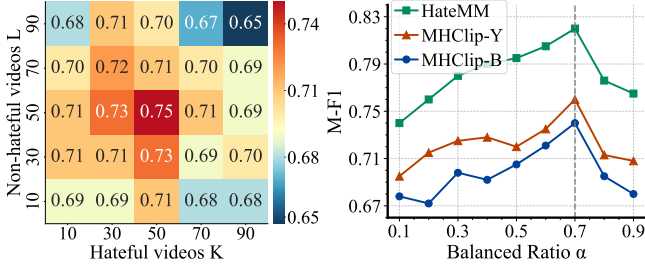 Non-hateful videos L
90 0.68 0.71 0.70 0.67 0.65
70 0.70 0.72 0.71 0.70 0.69
50 0.71 0.73 0.75 0.71 0.69
30 0.71 0.71 0.73 0.69 0.70
10 0.69 0.69 0.71 0.68 0.68
10 30 50 70 90
Hateful videos K
0.74
0.72
0.70
0.68
0.66
0.65
M-F1
0.83
0.79
0.75
0.71
0.67
HateMM
MHClip-Y
MHClip-B
0.1 0.3 0.5 0.7 0.9
Balanced Ratio α